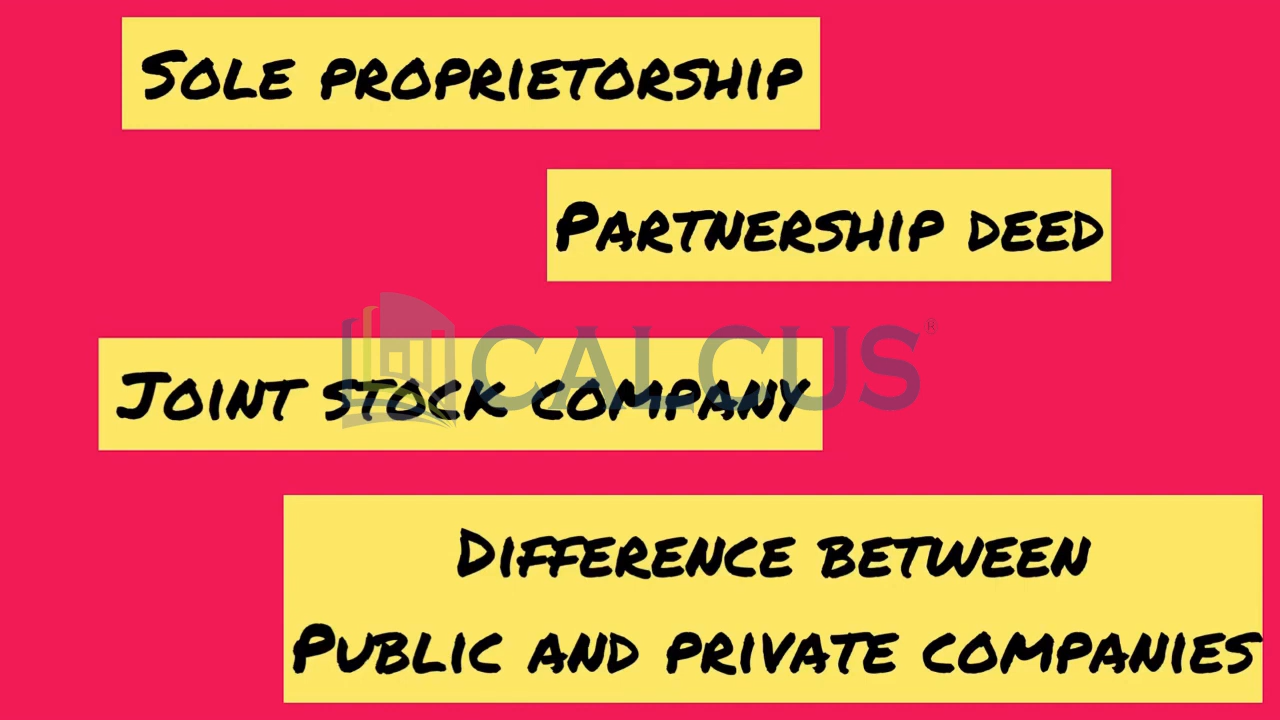 Sole proprietorship
Partnership deed
CALCUS®
Joint stock company
Difference between
Public and private companies